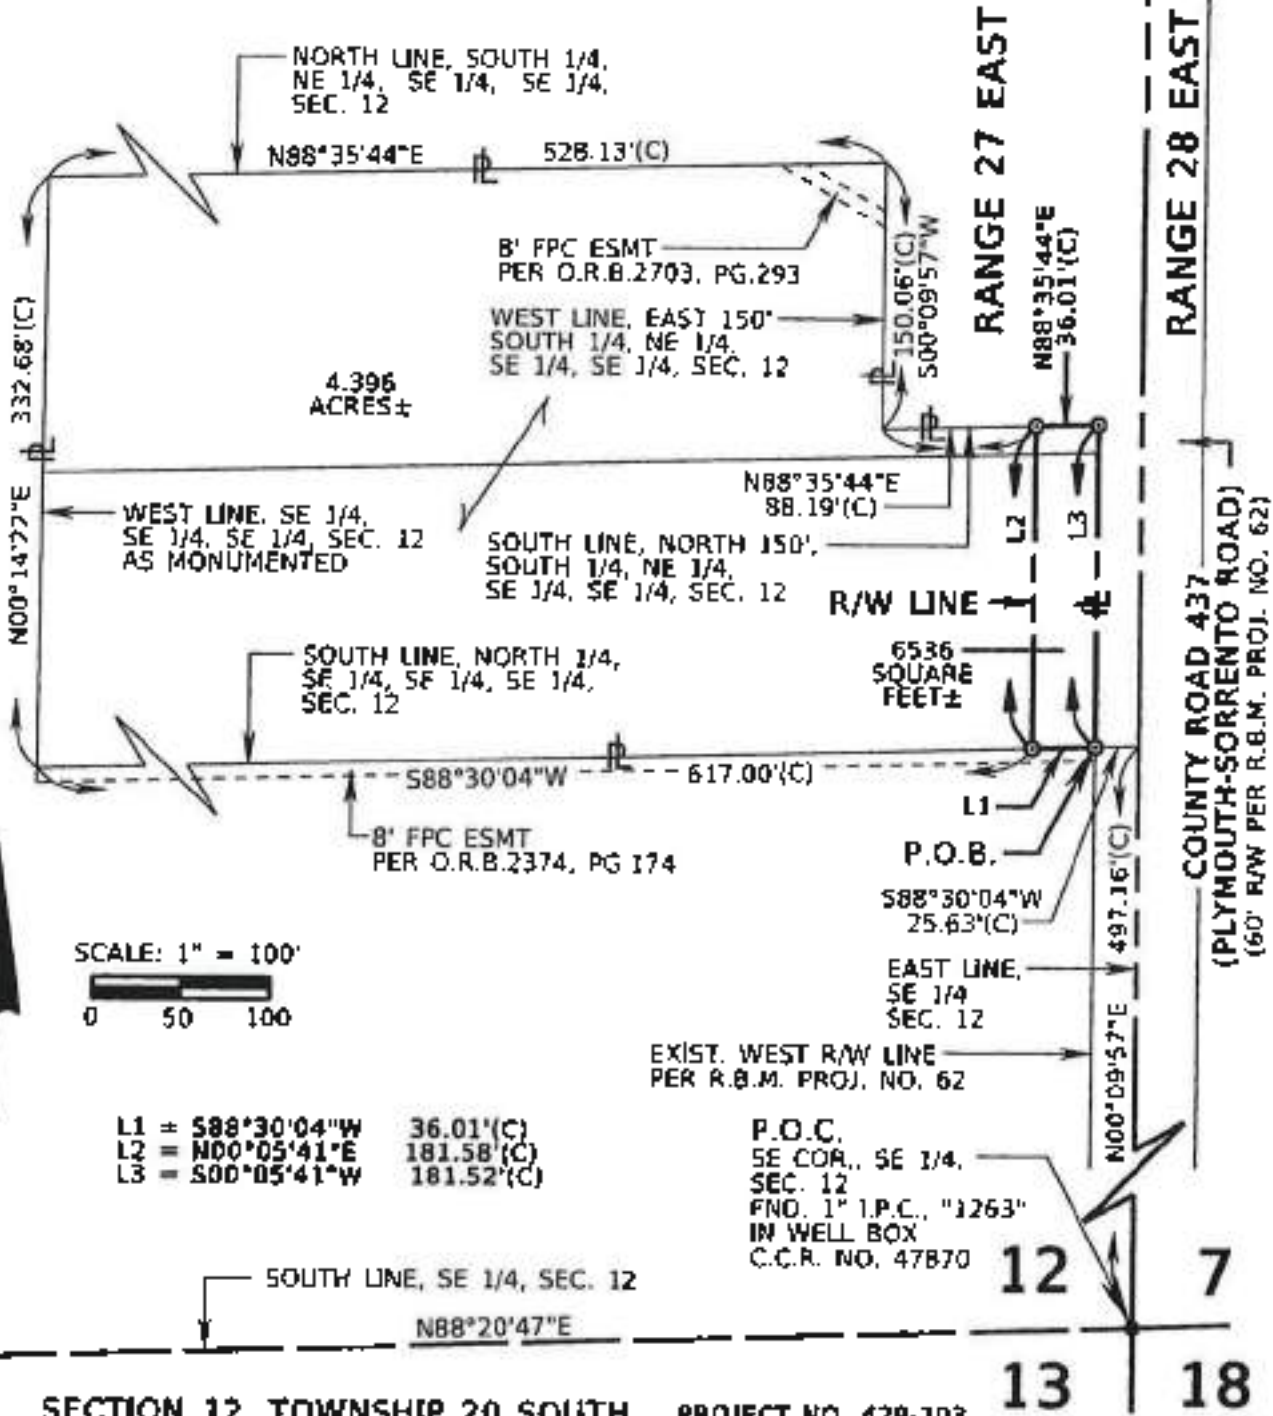 NORTH LINE, SOUTH 1/4,
NE 1/4, SE 1/4, SE 1/4,
SEC. 12
N88°35'44"E
528.13'(C)
8' FPC ESMT
PER O.R.B.2703, PG.293
WEST LINE, EAST 150'
SOUTH 1/4, NE 1/4,
SE 1/4, SE 1/4, SEC. 12
150.06'(C)
S00°09'57"W
RANGE 27 EAST
RANGE 28 EAST
N88°35'44"E
36.01'(C)
332.68'(C)
4.396
ACRES±
N88°35'44"E
88.19'(C)
WEST LINE, SE 1/4,
SE 1/4, SE 1/4, SEC. 12
AS MONUMENTED
SOUTH LINE, NORTH 150',
SOUTH 1/4, NE 1/4,
SE 1/4, SE 1/4, SEC. 12
L2
L3
R/W LINE
6536
SQUARE
FEET±
SOUTH LINE, NORTH 1/4,
SE 1/4, SE 1/4, SE 1/4,
SEC. 12
S88°30'04"W
617.00'(C)
8' FPC ESMT
PER O.R.B.2374, PG 174
L1
P.O.B.
S88°30'04"W
25.63'(C)
497.16'(C)
N00°09'57"E
COUNTY ROAD 437
(PLYMOUTH-SORRENTO ROAD)
(60' R/W PER R.B.M. PROJ. NO. 62)
SCALE: 1" = 100'
0 50 100
EAST LINE,
SE 1/4
SEC. 12
EXIST. WEST R/W LINE
PER R.B.M. PROJ. NO. 62
L1 = S88°30'04"W 36.01'(C)
L2 = N00°05'41"E 181.58'(C)
L3 = S00°05'41"W 181.52'(C)
P.O.C.
SE COR., SE 1/4,
SEC. 12
FND. 1" I.P.C., "1263"
IN WELL BOX
C.C.R. NO. 47870
SOUTH LINE, SE 1/4, SEC. 12
N88°20'47"E
12 7
13 18
SECTION 12 TOWNSHIP 20 SOUTH
PROJECT NO.